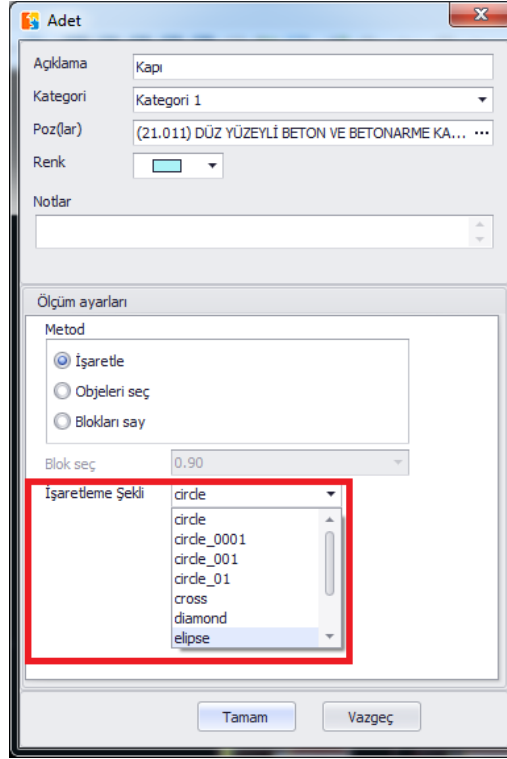 Adet
Açıklama Kapı
Kategori Kategori 1
Poz(lar) (21.011) DÜZ YÜZEYLİ BETON VE BETONARME KA... ...
Renk
Notlar
Ölçüm ayarları
Metod
İşaretle
Objeleri seç
Blokları say
Blok seç 0.90
İşaretleme Şekli circle
circle
circle_0001
circle_001
circle_01
cross
diamond
elipse
Tamam Vazgeç